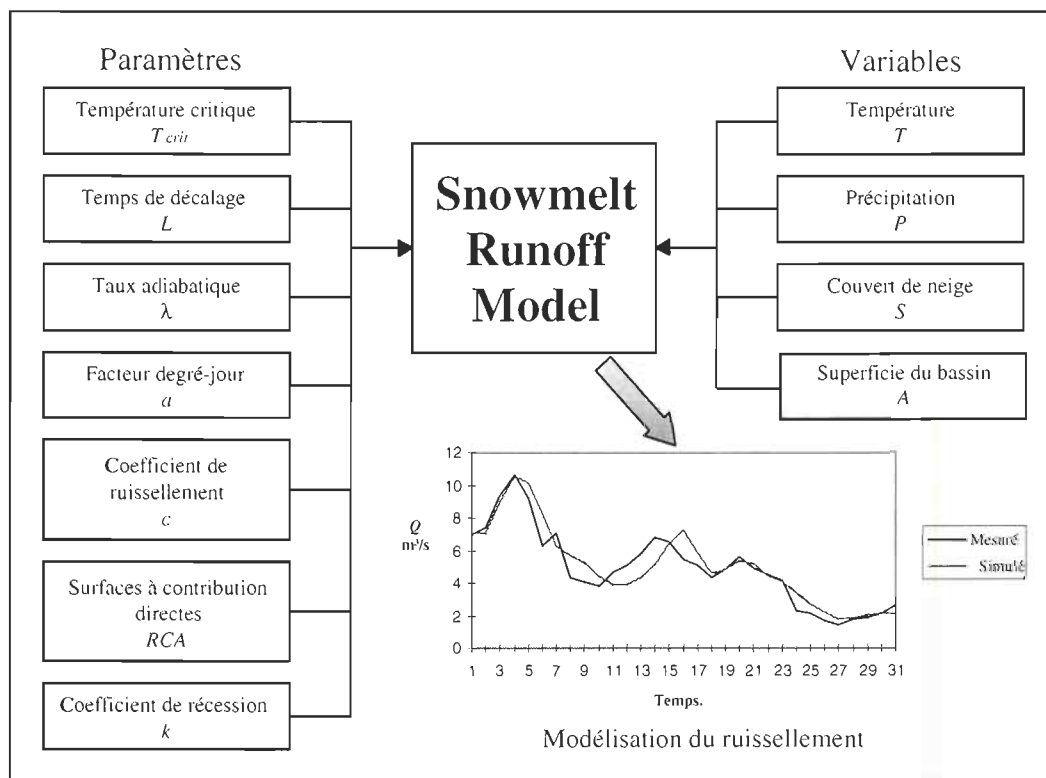 Paramètres
Température critique
T crit
Temps de décalage
L
Taux adiabatique
λ
Facteur degré-jour
a
Coefficient de
ruissellement
c
Surfaces à contribution
directes
RCA
Coefficient de récession
k
Snowmelt
Runoff
Model
Variables
Température
T
Précipitation
P
Couvert de neige
S
Superficie du bassin
A
12
10
8
6
4
2
0
Q
m³/s
1 3 5 7 9 11 13 15 17 19 21 23 25 27 29 31
Temps.
Mesuré
Simulé
Modélisation du ruissellement